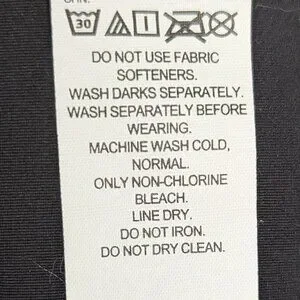 30
DO NOT USE FABRIC
SOFTENERS.
WASH DARKS SEPARATELY.
WASH SEPARATELY BEFORE
WEARING.
MACHINE WASH COLD,
NORMAL.
ONLY NON-CHLORINE
BLEACH.
LINE DRY.
DO NOT IRON.
DO NOT DRY CLEAN.